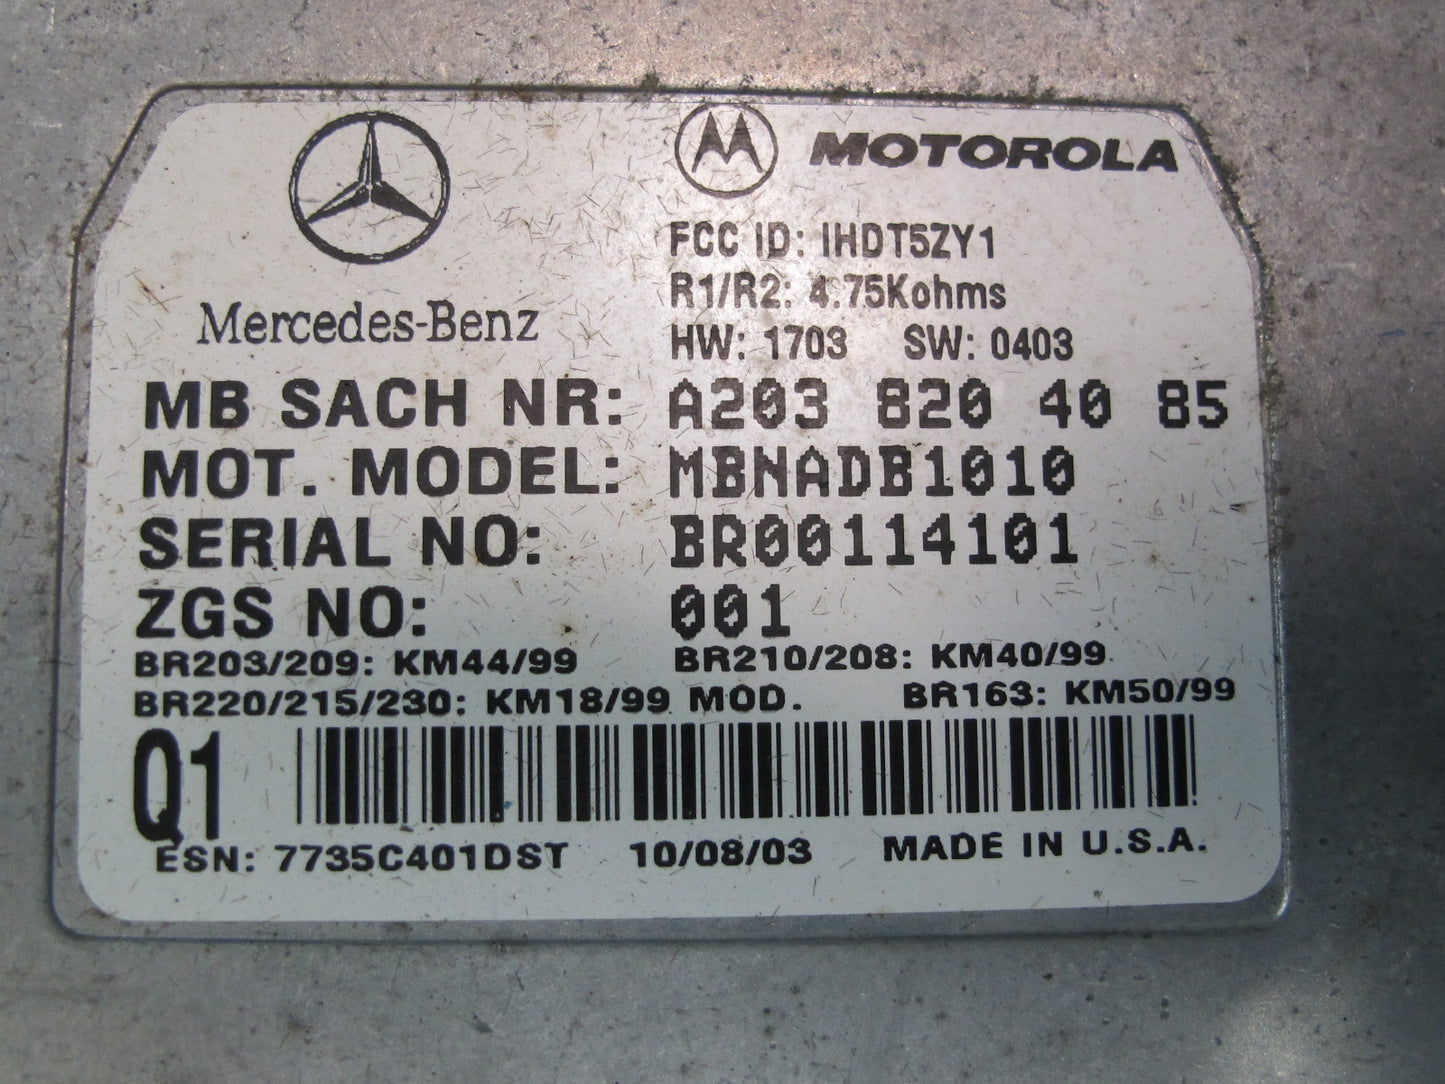 MOTOROLA
FCC ID: IHDT5ZY1
R1/R2: 4.75Kohms
Mercedes-Benz
HW: 1703 SW: 0403
MB SACH NR: A203 820 40 85
MOT. MODEL: MBNADB1010
SERIAL NO: BR00114101
ZGS NO: 001
BR203/209: KM44/99 BR210/208: KM40/99
BR220/215/230: KM18/99 MOD. BR163: KM50/99
Q1
ESN: 7735C401DST 10/08/03 MADE IN U.S.A.